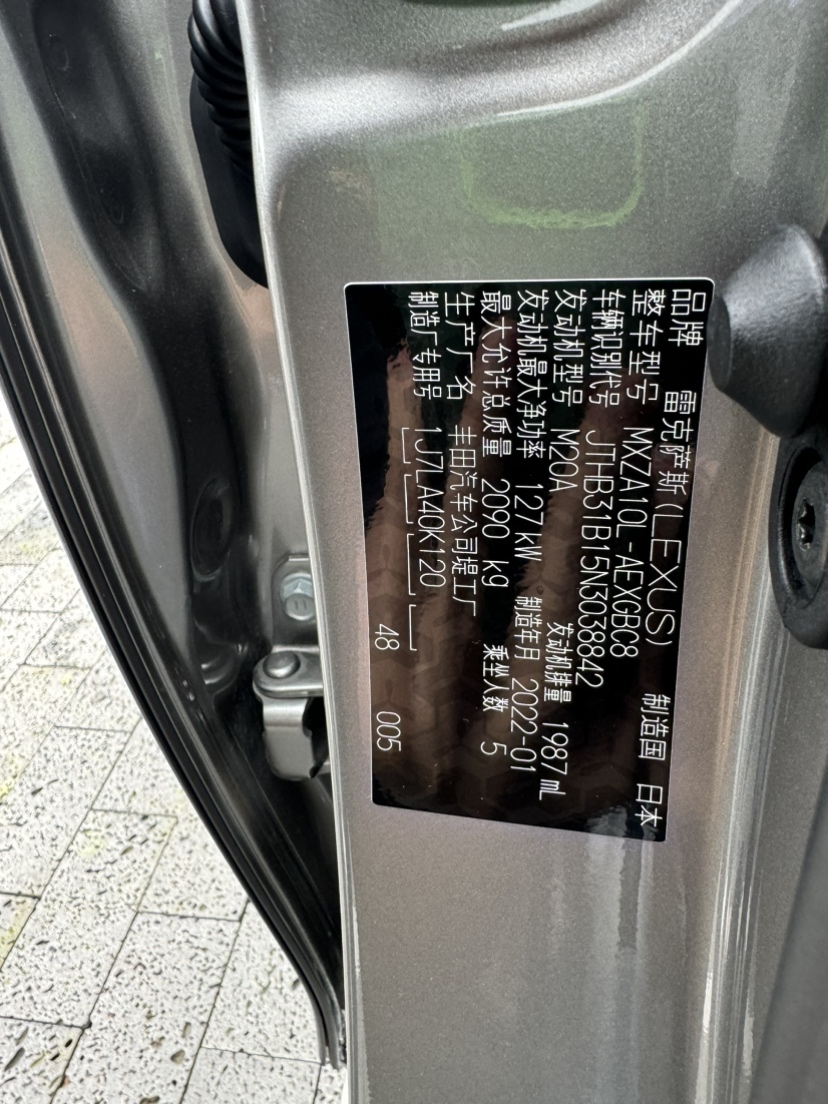 品牌 雷克萨斯(LEXUS) 制造国 日本
整车型号 MXZA10L-AEXGBC8
车辆识别代号 JTHB31B15N3038842
发动机型号 M20A 发动机排量 1987 mL
发动机最大净功率 127 kW 制造年月 2022-01
最大允许总质量 2090 kg 乘坐人数 5
生产厂名 丰田汽车公司堤工厂
制造厂专用号 1J7LA40K120
48 005